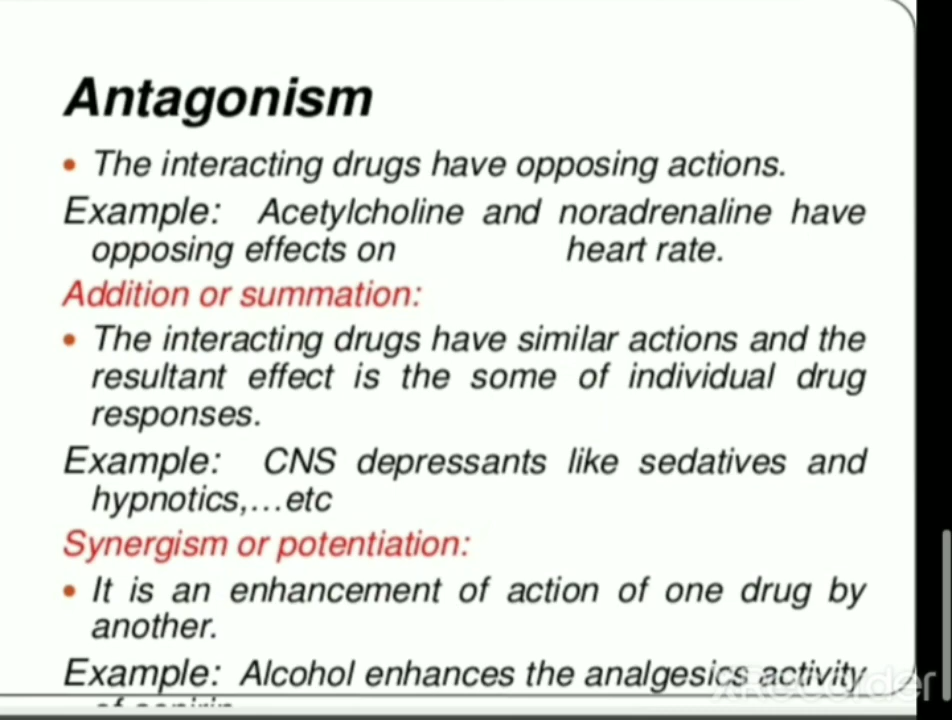 Antagonism
• The interacting drugs have opposing actions.
Example: Acetylcholine and noradrenaline have
opposing effects on heart rate.
Addition or summation:
• The interacting drugs have similar actions and the
resultant effect is the some of individual drug
responses.
Example: CNS depressants like sedatives and
hypnotics,...etc
Synergism or potentiation:
• It is an enhancement of action of one drug by
another.
Example: Alcohol enhances the analgesics activity
XRecorder